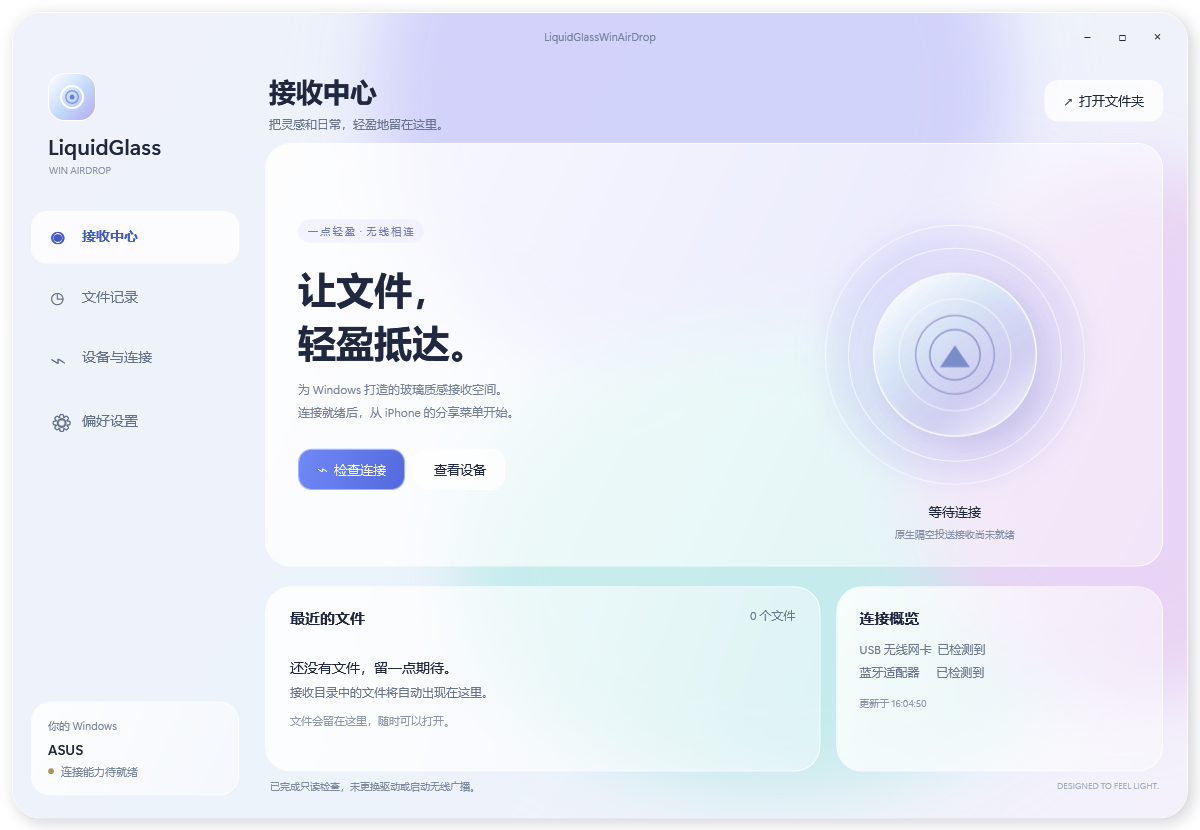 LiquidGlassWinAirDrop
LiquidGlass
WIN AIRDROP
接收中心
文件记录
设备与连接
偏好设置
你的 Windows
ASUS
连接能力待就绪
接收中心
把灵感和日常，轻盈地留在这里。
打开文件夹
一点轻盈 · 无线相连
让文件，
轻盈抵达。
为 Windows 打造的玻璃质感接收空间。
连接就绪后，从 iPhone 的分享菜单开始。
检查连接
查看设备
等待连接
原生隔空投送接收尚未就绪
最近的文件
0 个文件
还没有文件，留一点期待。
接收目录中的文件将自动出现在这里。
文件会留在这里，随时可以打开。
连接概览
USB 无线网卡 已检测到
蓝牙适配器 已检测到
更新于 16:04:50
已完成只读检查，未更换驱动或启动无线广播。
DESIGNED TO FEEL LIGHT.